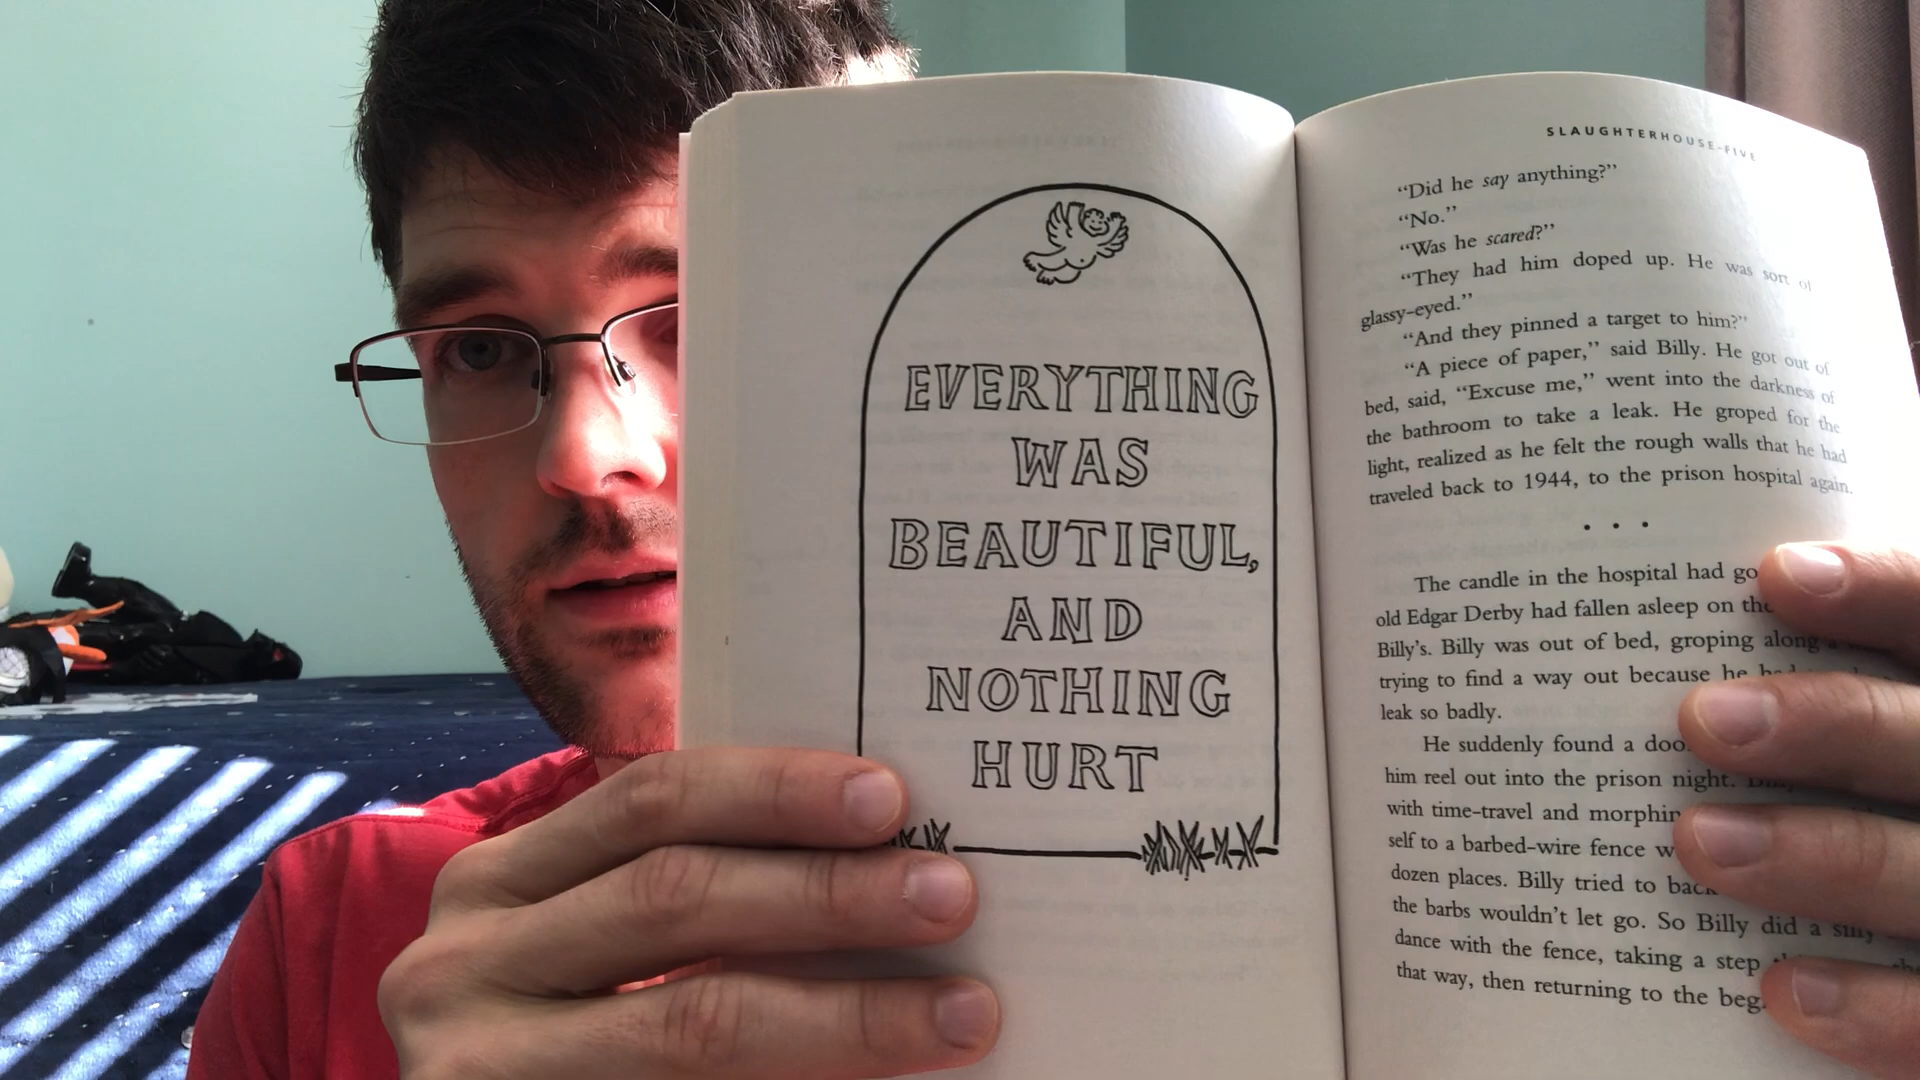 EVERYTHING
WAS
BEAUTIFUL,
AND
NOTHING
HURT
SLAUGHTERHOUSE-FIVE
“Did he say anything?”
“No.”
“Was he scared?”
“They had him doped up. He was sort of
glassy-eyed.”
“And they pinned a target to him?”
“A piece of paper,” said Billy. He got out of
bed, said, “Excuse me,” went into the darkness of
the bathroom to take a leak. He groped for the
light, realized as he felt the rough walls that he had
traveled back to 1944, to the prison hospital again.
• • •
The candle in the hospital had
old Edgar Derby had fallen asleep on
Billy’s. Billy was out of bed, groping along
trying to find a way out because he
leak so badly.
He suddenly found a
him reel out into the prison night.
with time-travel and
self to a barbed-wire fence
dozen places. Billy tried to back
the barbs wouldn’t let go. So Billy did a silly
dance with the fence, taking a step
that way, then returning to the